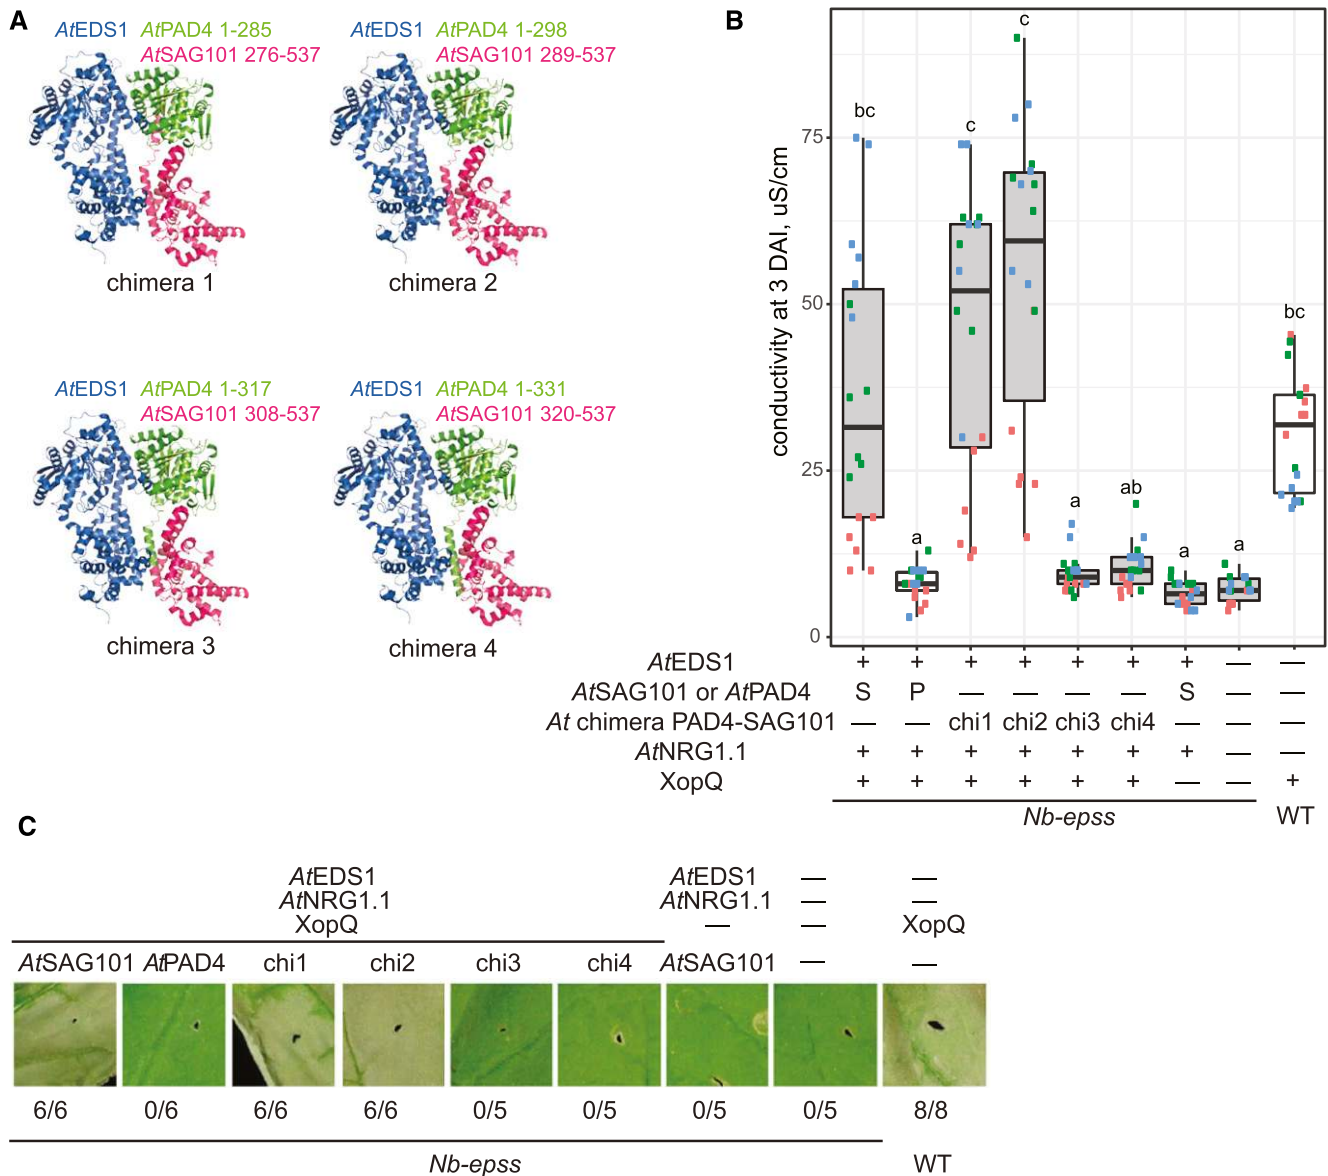 A
AtEDS1 AtPAD4 1-285
AtSAG101 276-537
chimera 1
AtEDS1 AtPAD4 1-298
AtSAG101 289-537
chimera 2
AtEDS1 AtPAD4 1-317
AtSAG101 308-537
chimera 3
AtEDS1 AtPAD4 1-331
AtSAG101 320-537
chimera 4
B
conductivity at 3 DAI, uS/cm
75
50
25
0
bc a c c a ab a a bc
AtEDS1 + + + + + + + — —
AtSAG101 or AtPAD4 S P — — — — S — —
At chimera PAD4-SAG101 — — chi1 chi2 chi3 chi4 — — —
AtNRG1.1 + + + + + + + — —
XopQ + + + + + + — — +
Nb-epss WT
C
AtEDS1 AtEDS1 — —
AtNRG1.1 AtNRG1.1 — —
XopQ — — XopQ
AtSAG101 AtPAD4 chi1 chi2 chi3 chi4 AtSAG101 — —
6/6 0/6 6/6 6/6 0/5 0/5 0/5 0/5 8/8
Nb-epss WT